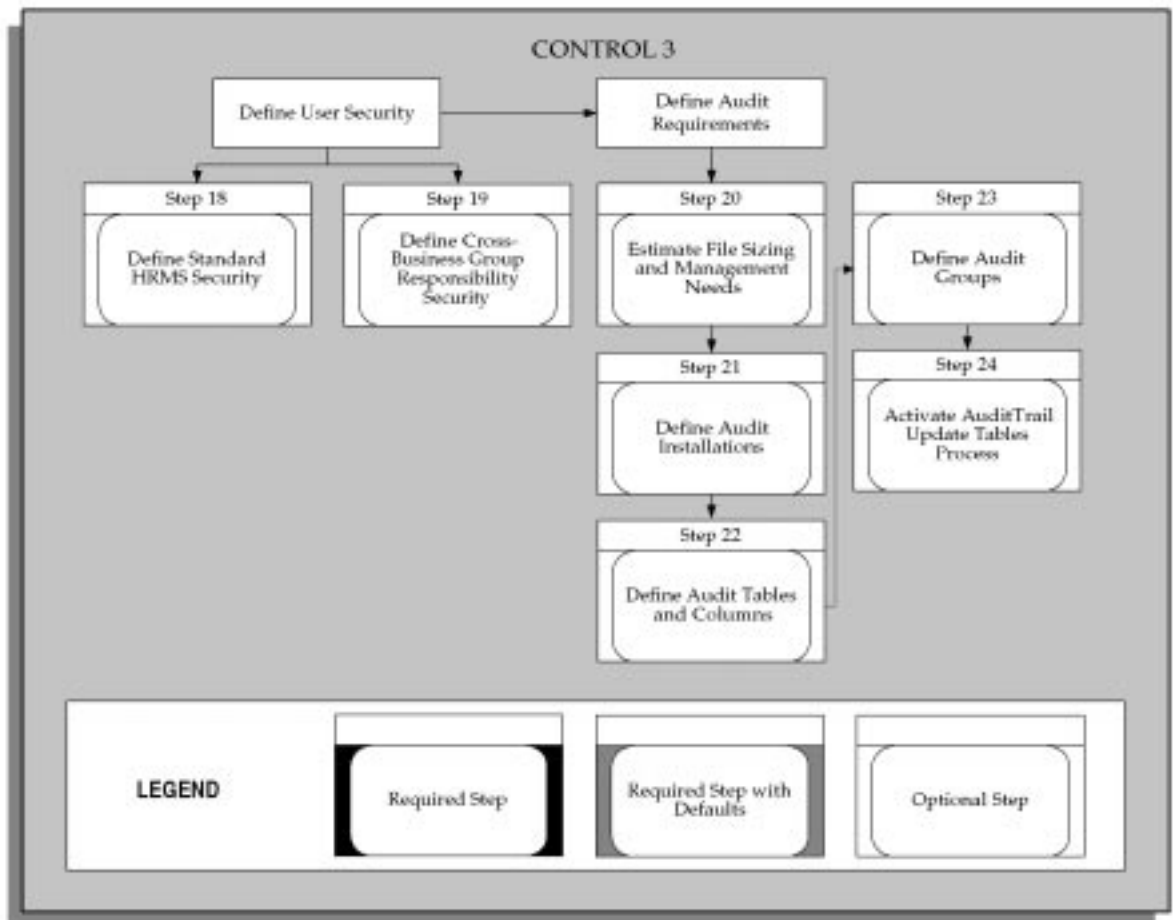 CONTROL 3
Define User Security
Define Audit
Requirements
Step 18
Define Standard
HRMS Security
Step 19
Define Cross-
Business Group
Responsibility
Security
Step 20
Estimate File Sizing
and Management
Needs
Step 21
Define Audit
Installations
Step 22
Define Audit Tables
and Columns
Step 23
Define Audit
Groups
Step 24
Activate AuditTrail
Update Tables
Process
LEGEND
Required Step
Required Step with
Defaults
Optional Step